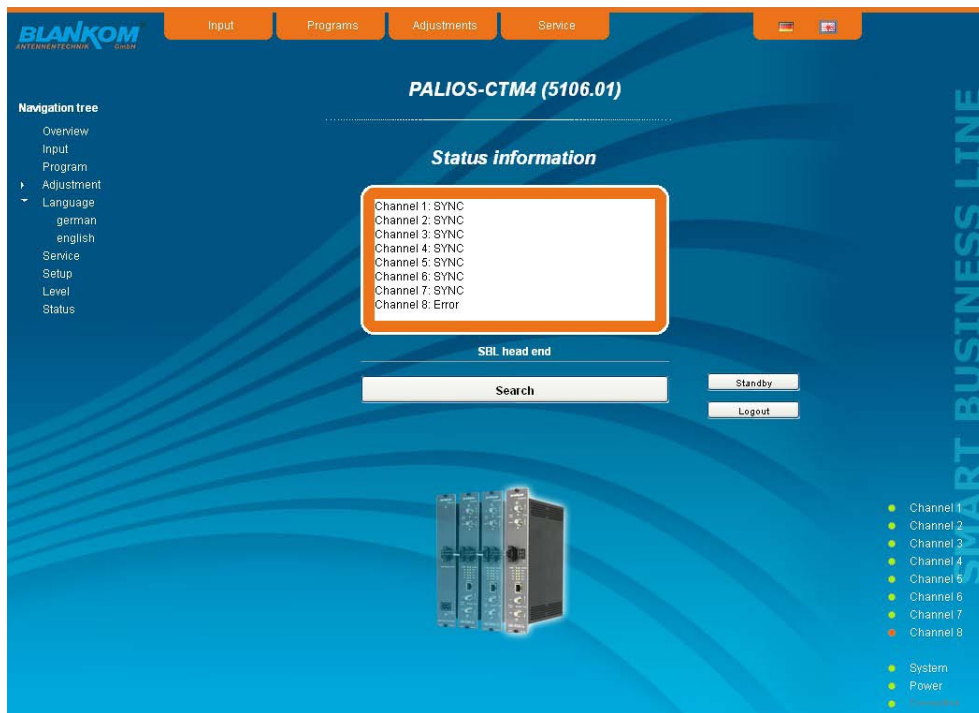 BLANKOM
ANTENNENTECHNIK GmbH
Input
Programs
Adjustments
Service
PALIOS-CTM4 (5106.01)
Navigation tree
Overview
Input
Program
Adjustment
Language
german
english
Service
Setup
Level
Status
Status information
Channel 1: SYNC
Channel 2: SYNC
Channel 3: SYNC
Channel 4: SYNC
Channel 5: SYNC
Channel 6: SYNC
Channel 7: SYNC
Channel 8: Error
SBL head end
Search
Standby
Logout
SMART BUSINESS LINE
Channel 1
Channel 2
Channel 3
Channel 4
Channel 5
Channel 6
Channel 7
Channel 8
System
Power